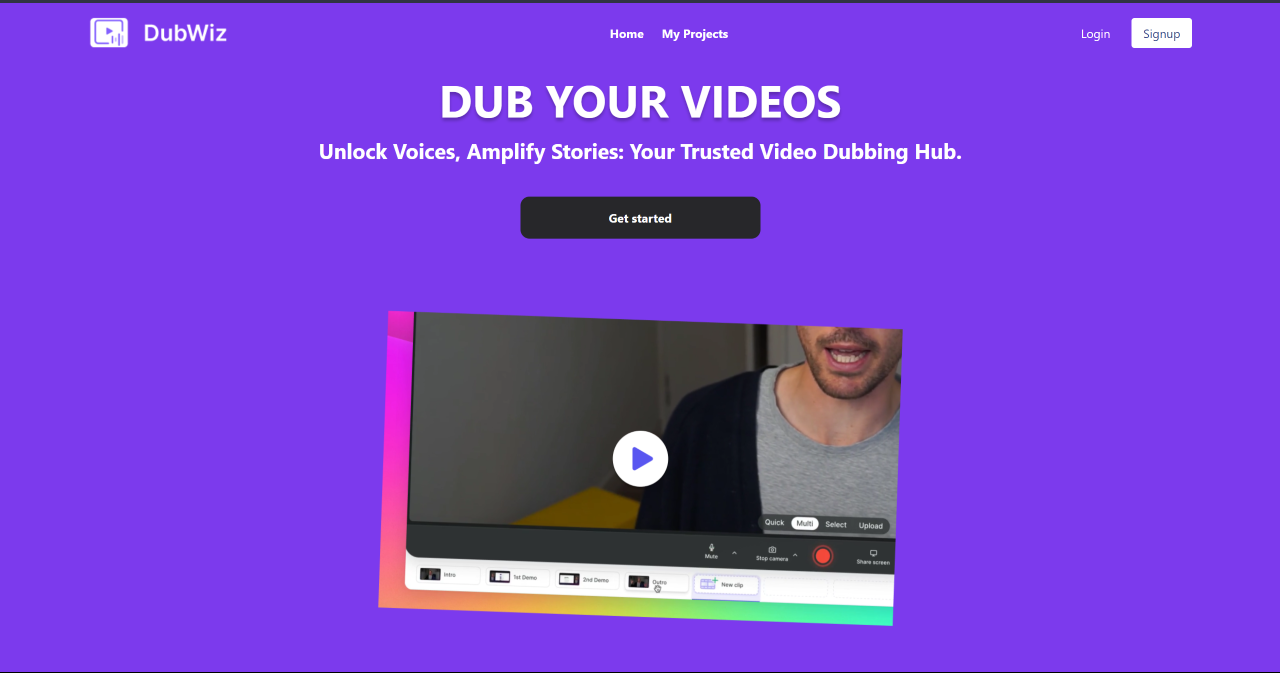 DubWiz
Home My Projects
Login Signup
DUB YOUR VIDEOS
Unlock Voices, Amplify Stories: Your Trusted Video Dubbing Hub.
Get started
Quick Multi Select Upload
Mute Stop camera Share screen
Intro 1st Demo 2nd Demo Outro New clip